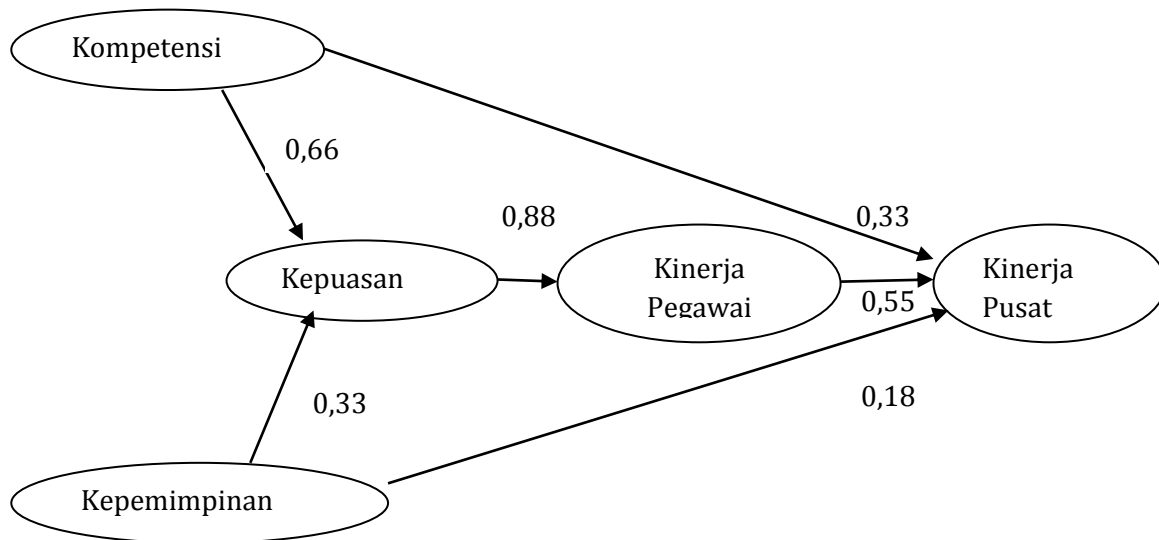 Kompetensi
0,66
0,88
0,33
Kepuasan
Kinerja
Pegawai
0,55
Kinerja
Pusat
0,33
0,18
Kepemimpinan